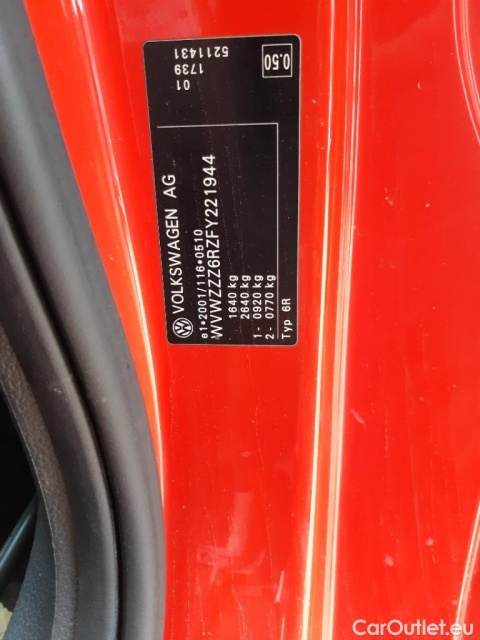 VOLKSWAGEN AG
e1*2001/116*0510
WVWZZZ6RZFY221944
1640 kg
2640 kg
1- 0920 kg
2- 0770 kg
Typ 6R
01
1739
5211431
0.50
CarOutlet.eu